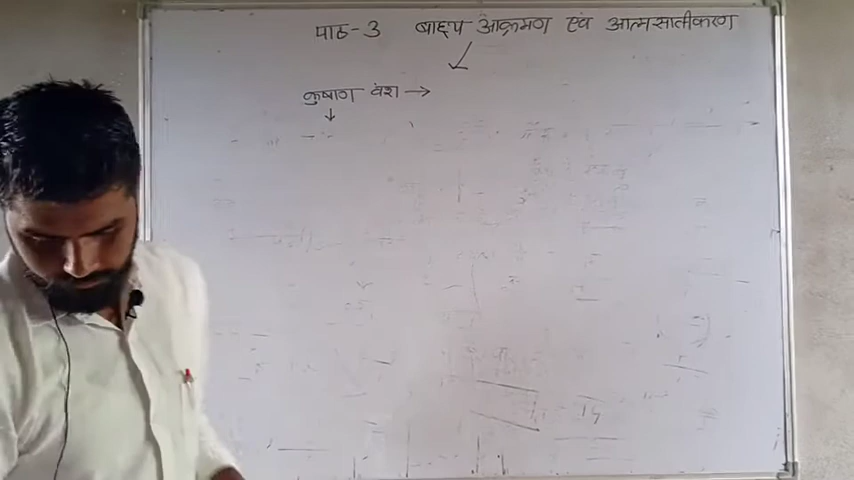 पाठ-3 बाह्य आक्रमण एवं आत्मसातीकरण
कुषाण वंश →